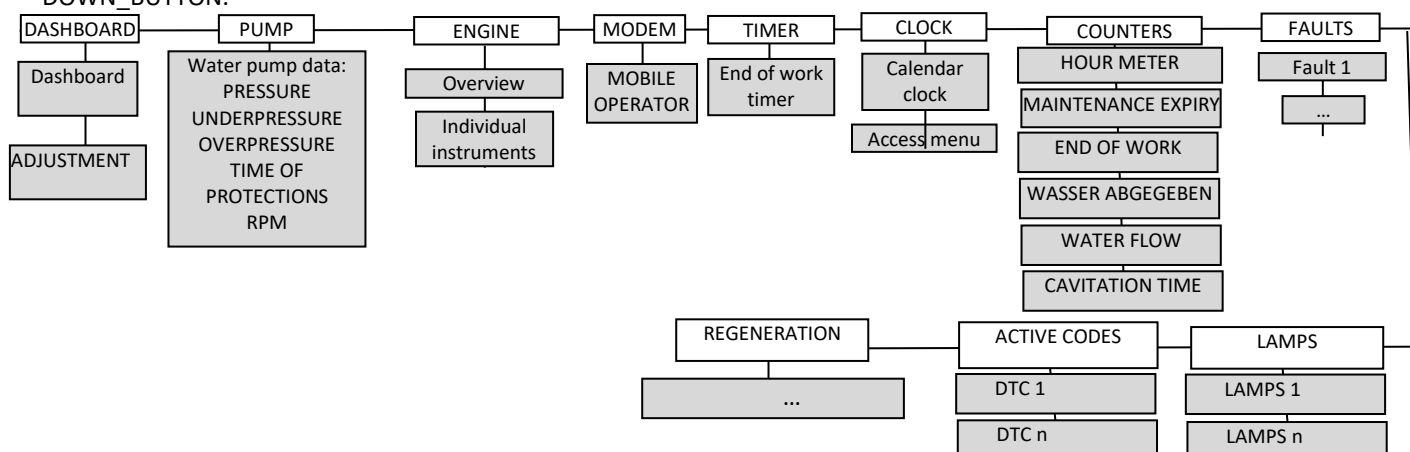 DOWN_BUTTON.
DASHBOARD
PUMP
ENGINE
MODEM
TIMER
CLOCK
COUNTERS
FAULTS
Dashboard
ADJUSTMENT
Water pump data:
PRESSURE
UNDERPRESSURE
OVERPRESSURE
TIME OF
PROTECTIONS
RPM
Overview
Individual
instruments
MOBILE
OPERATOR
End of work
timer
Calendar
clock
Access menu
HOUR METER
MAINTENANCE EXPIRY
END OF WORK
WASSER ABGEGEBEN
WATER FLOW
CAVITATION TIME
Fault 1
...
REGENERATION
...
ACTIVE CODES
DTC 1
DTC n
LAMPS
LAMPS 1
LAMPS n